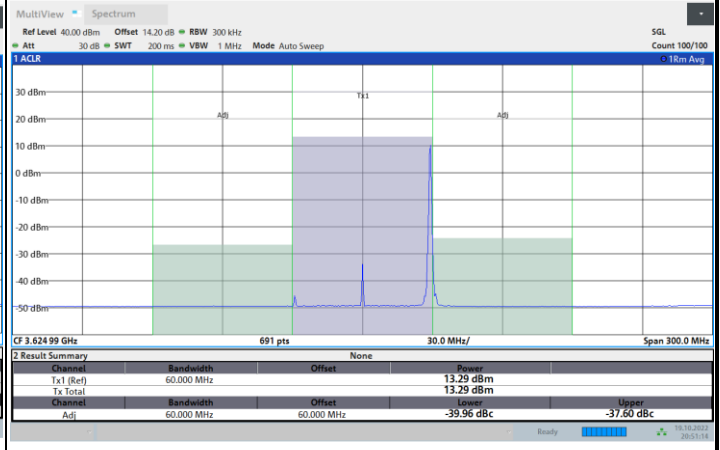 MultiView Spectrum
Ref Level 40.00 dBm Offset 14.20 dB RBW 300 kHz SGL
Att 30 dB SWT 200 ms VBW 1 MHz Mode Auto Sweep Count 100/100
1 ACLR 1Rm Avg
30 dBm
Tx1
20 dBm Adj Adj
10 dBm
0 dBm
-10 dBm
-20 dBm
-30 dBm
-40 dBm
-50 dBm
CF 3.624 99 GHz 691 pts 30.0 MHz/ Span 300.0 MHz
2 Result Summary None
Channel Bandwidth Offset Power
Tx1 (Ref) 60.000 MHz 13.29 dBm
Tx Total 13.29 dBm
Channel Bandwidth Offset Lower Upper
Adj 60.000 MHz 60.000 MHz -39.96 dBc -37.60 dBc
Ready 19.10.2022
20:51:14